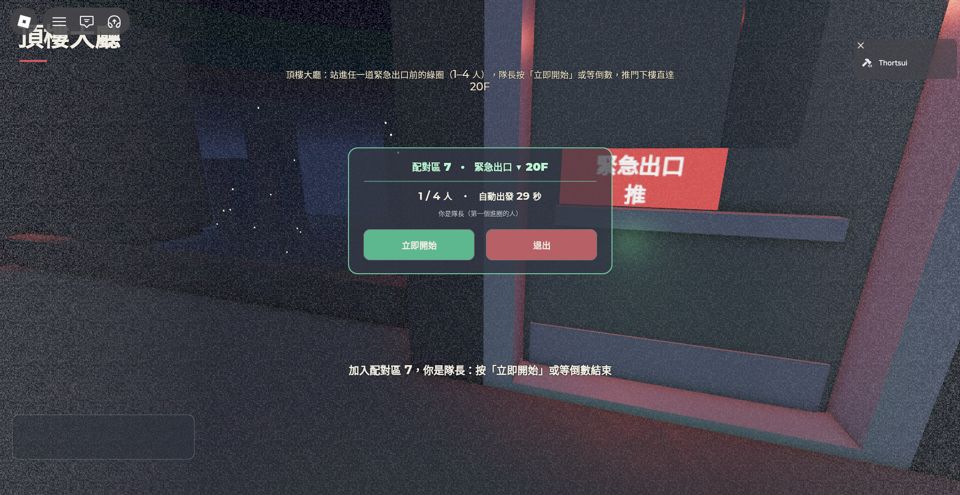 頂樓大廳
Thortsui
頂樓大廳：站進任一道緊急出口前的綠圈（1–4 人），隊長按「立即開始」或等倒數，推門下樓直達
20F
配對區 7 • 緊急出口 ▼ 20F
緊急出口
推
1 / 4 人 • 自動出發 29 秒
你是隊長（第一個進圈的人）
立即開始
退出
加入配對區 7，你是隊長：按「立即開始」或等倒數結束